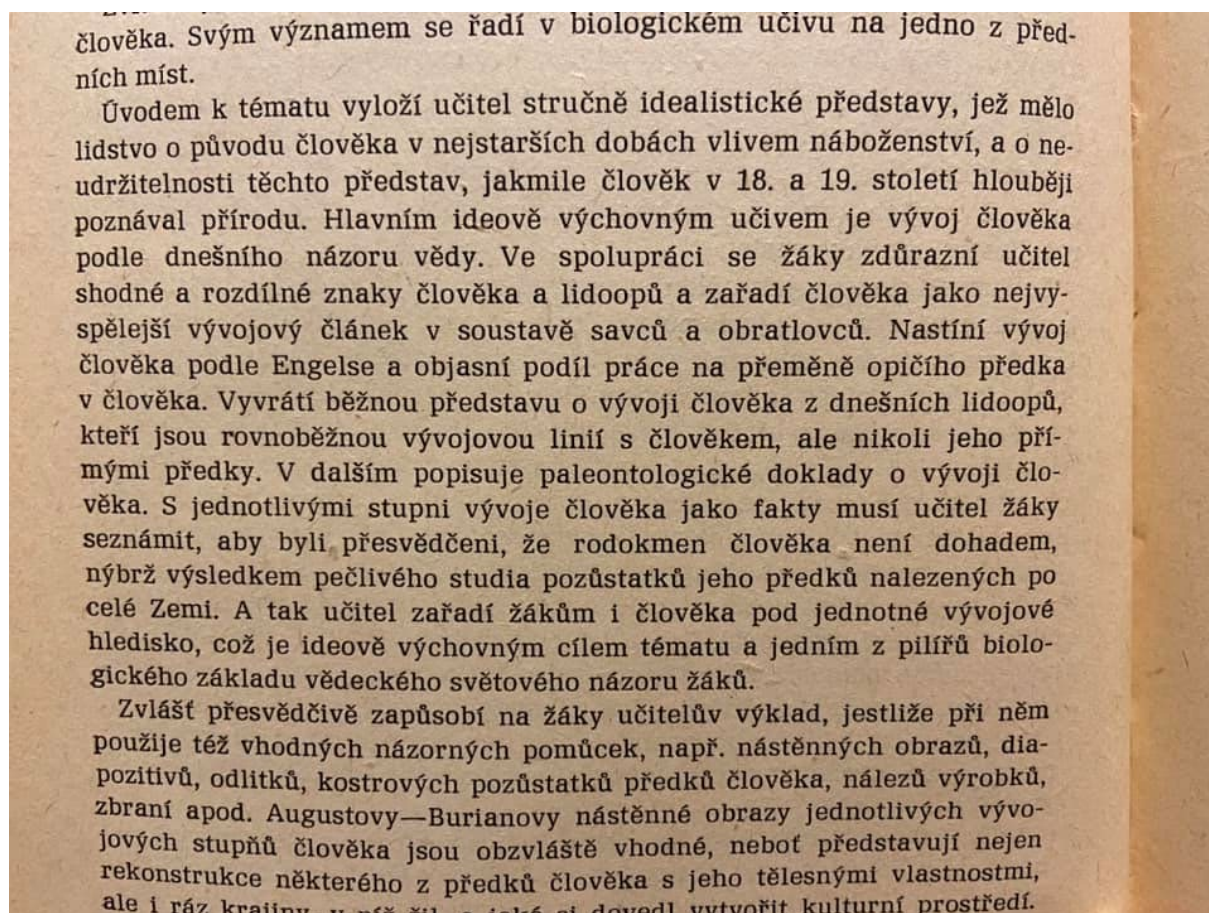 člověka. Svým významem se řadí v biologickém učivu na jedno z před-
ních míst.
Úvodem k tématu vyloží učitel stručně idealistické představy, jež mělo
lidstvo o původu člověka v nejstarších dobách vlivem náboženství, a o ne-
udržitelnosti těchto představ, jakmile člověk v 18. a 19. století hlouběji
poznával přírodu. Hlavním ideově výchovným učivem je vývoj člověka
podle dnešního názoru vědy. Ve spolupráci se žáky zdůrazní učitel
shodné a rozdílné znaky člověka a lidoopů a zařadí člověka jako nejvy-
spělejší vývojový článek v soustavě savců a obratlovců. Nastíní vývoj
člověka podle Engelse a objasní podíl práce na přeměně opičího předka
v člověka. Vyvrátí běžnou představu o vývoji člověka z dnešních lidoopů,
kteří jsou rovnoběžnou vývojovou linií s člověkem, ale nikoli jeho pří-
mými předky. V dalším popisuje paleontologické doklady o vývoji člo-
věka. S jednotlivými stupni vývoje člověka jako fakty musí učitel žáky
seznámit, aby byli přesvědčeni, že rodokmen člověka není dohadem,
nýbrž výsledkem pečlivého studia pozůstatků jeho předků nalezených po
celé Zemi. A tak učitel zařadí žákům i člověka pod jednotné vývojové
hledisko, což je ideově výchovným cílem tématu a jedním z pilířů biolo-
gického základu vědeckého světového názoru žáků.
Zvlášť přesvědčivě zapůsobí na žáky učitelův výklad, jestliže při něm
použije též vhodných názorných pomůcek, např. nástěnných obrazů, dia-
pozitivů, odlitků, kostrových pozůstatků předků člověka, nálezů výrobků,
zbraní apod. Augustovy—Burianovy nástěnné obrazy jednotlivých vývo-
jových stupňů člověka jsou obzvláště vhodné, neboť představují nejen
rekonstrukce některého z předků člověka s jeho tělesnými vlastnostmi,
ale i ráz krajiny, v níž žil, a jaké si dovedl vytvořit kulturní prostředí.